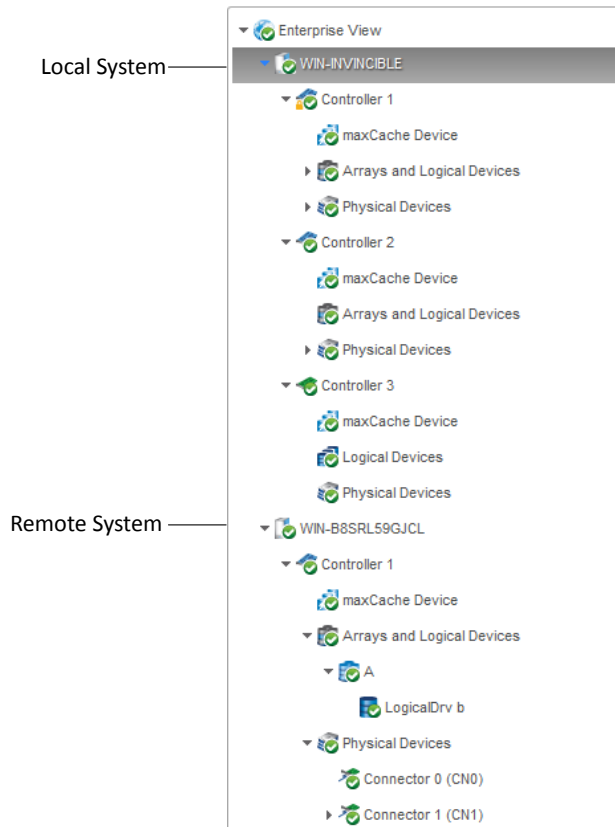 Enterprise View
Local System
WIN-INVINCIBLE
Controller 1
maxCache Device
Arrays and Logical Devices
Physical Devices
Controller 2
maxCache Device
Arrays and Logical Devices
Physical Devices
Controller 3
maxCache Device
Logical Devices
Physical Devices
Remote System
WIN-B8SRL59GJCL
Controller 1
maxCache Device
Arrays and Logical Devices
A
LogicalDrv b
Physical Devices
Connector 0 (CN0)
Connector 1 (CN1)